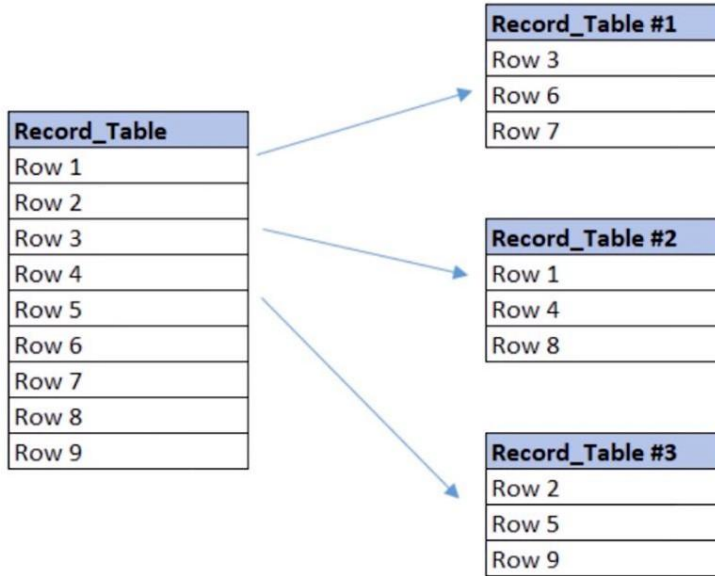 Record_Table
Row 1
Row 2
Row 3
Row 4
Row 5
Row 6
Row 7
Row 8
Row 9
Record_Table #1
Row 3
Row 6
Row 7
Record_Table #2
Row 1
Row 4
Row 8
Record_Table #3
Row 2
Row 5
Row 9